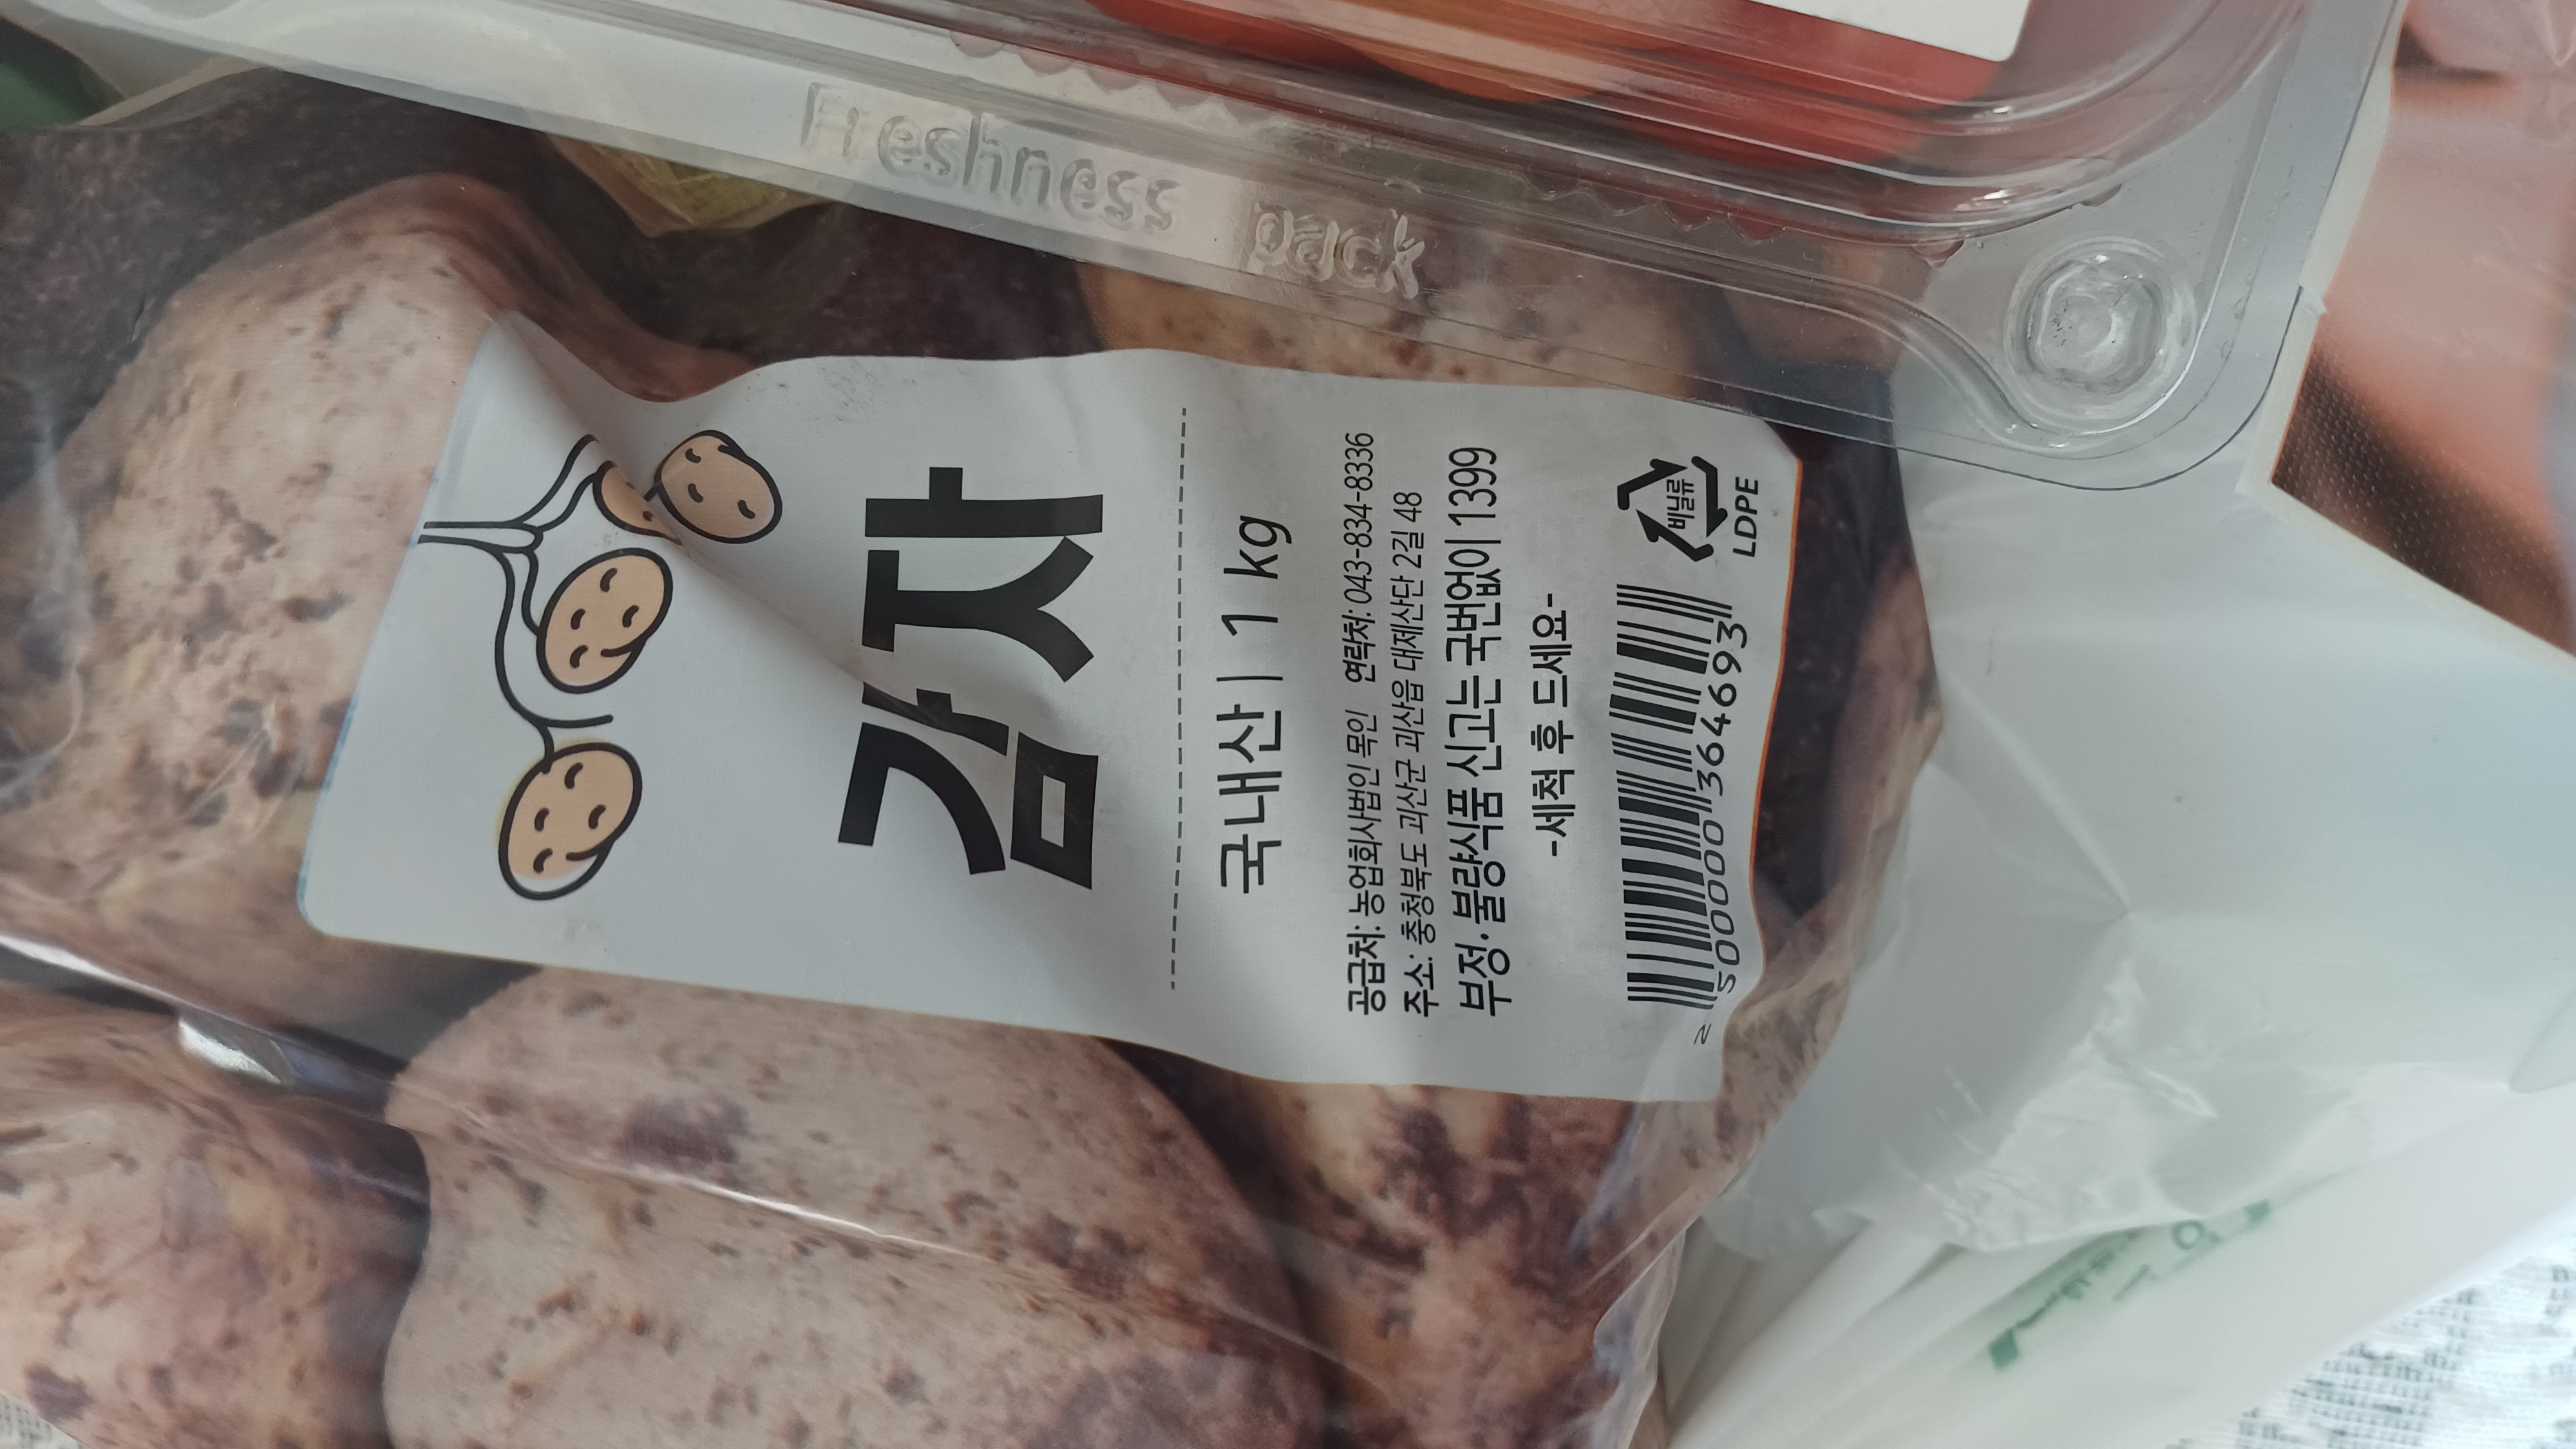 Freshness pack
감자
국내산 | 1 kg
공급처: 농업회사법인 목인 연락처: 043-834-8336
주소: 충청북도 괴산군 괴산읍 대제산단 2길 48
부정·불량식품 신고는 국번없이 1399
-세척 후 드세요-
2 500000 364693
비닐류
LDPE